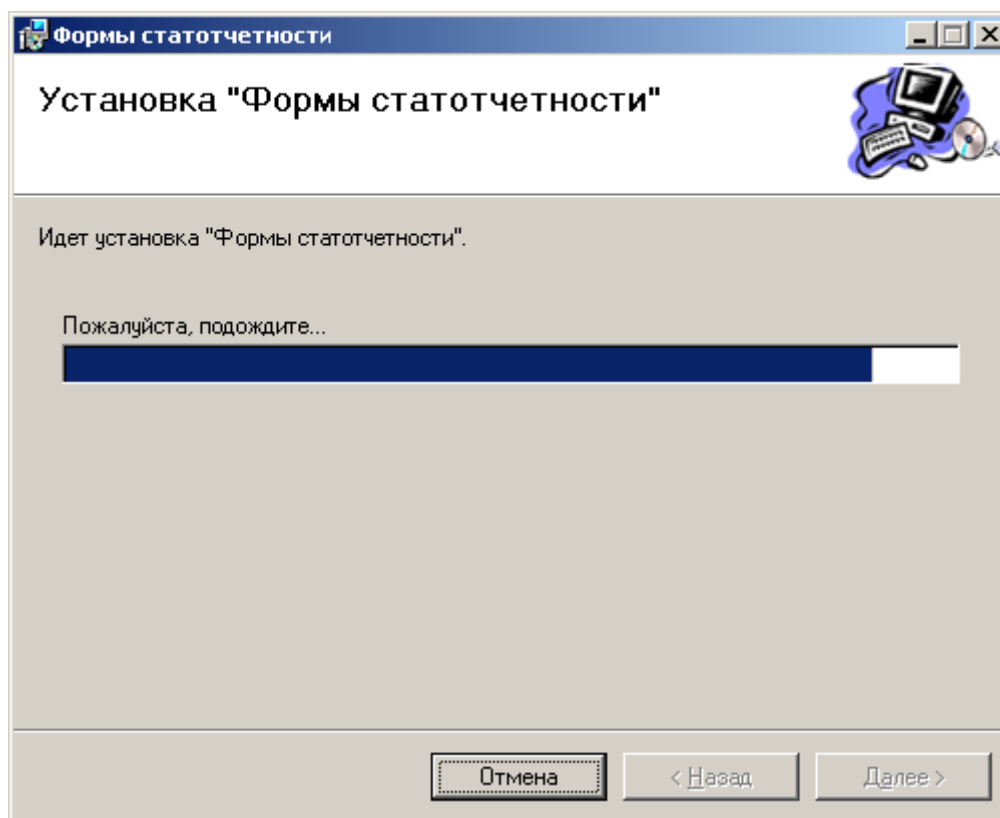 Формы статотчетности
Установка "Формы статотчетности"
Идет установка "Формы статотчетности".
Пожалуйста, подождите...
Отмена
< Назад
Далее >